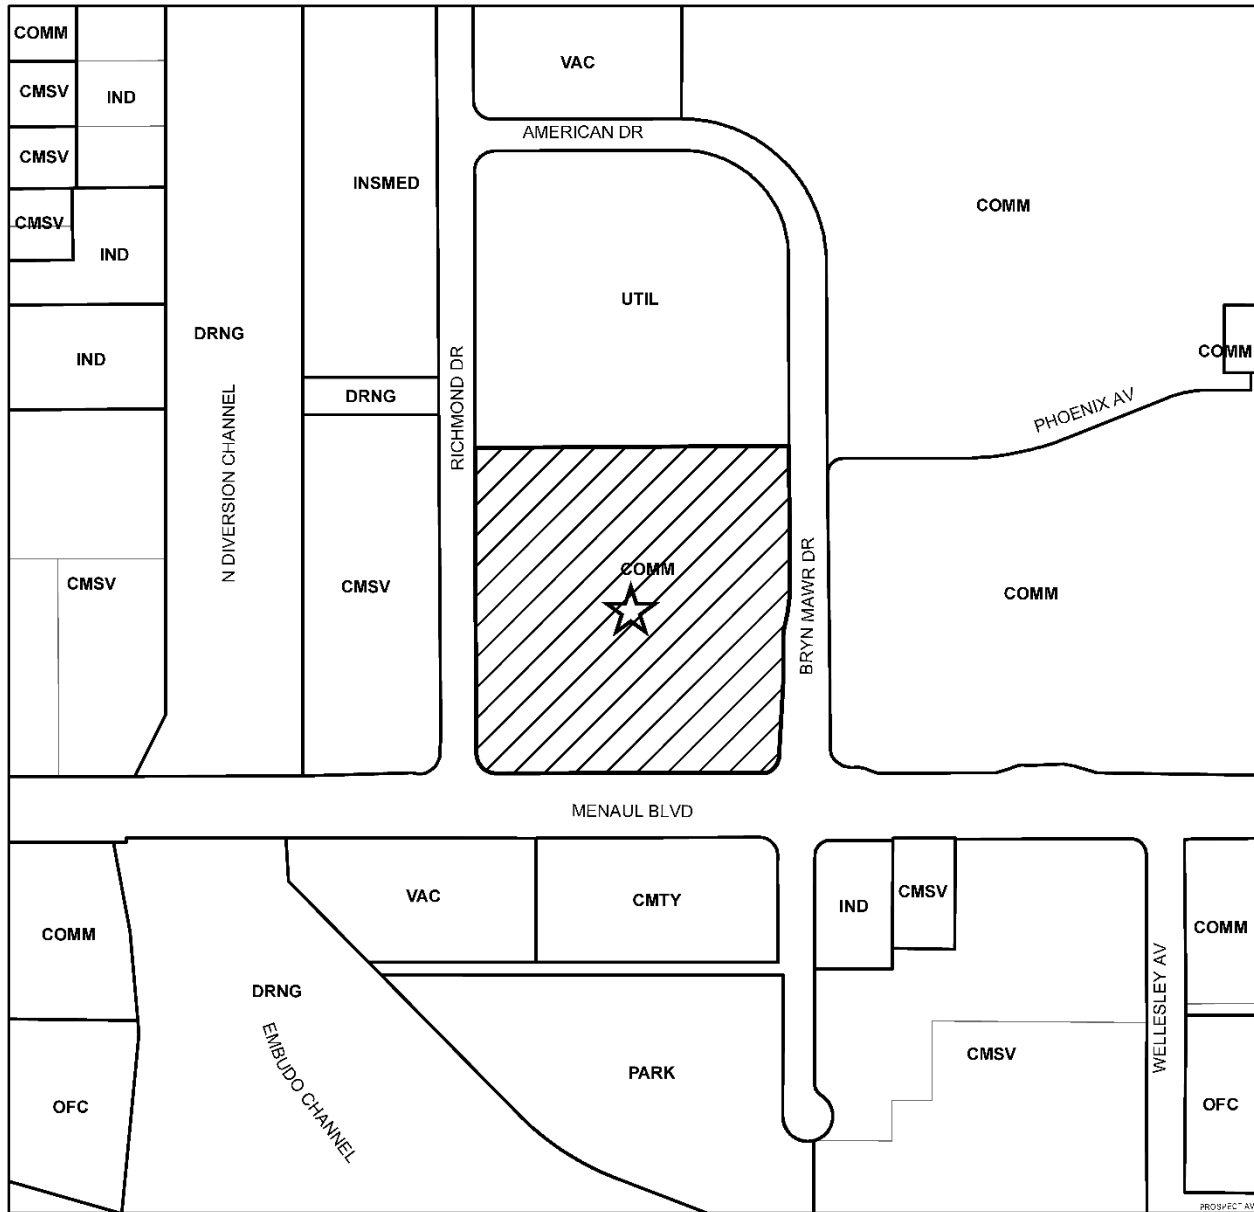 COMM
VAC
CMSV
IND
AMERICAN DR
CMSV
INSMED
COMM
CMSV
IND
UTIL
DRNG
IND
COMM
DRNG
RICHMOND DR
PHOENIX AV
N DIVERSION CHANNEL
CMSV
CMSV
COMM
BRYN MAWR DR
COMM
MENAUL BLVD
VAC
CMTY
IND
CMSV
COMM
COMM
DRNG
WELLESLEY AV
EMBUDO CHANNEL
PARK
CMSV
OFC
OFC
PROSPECT AV